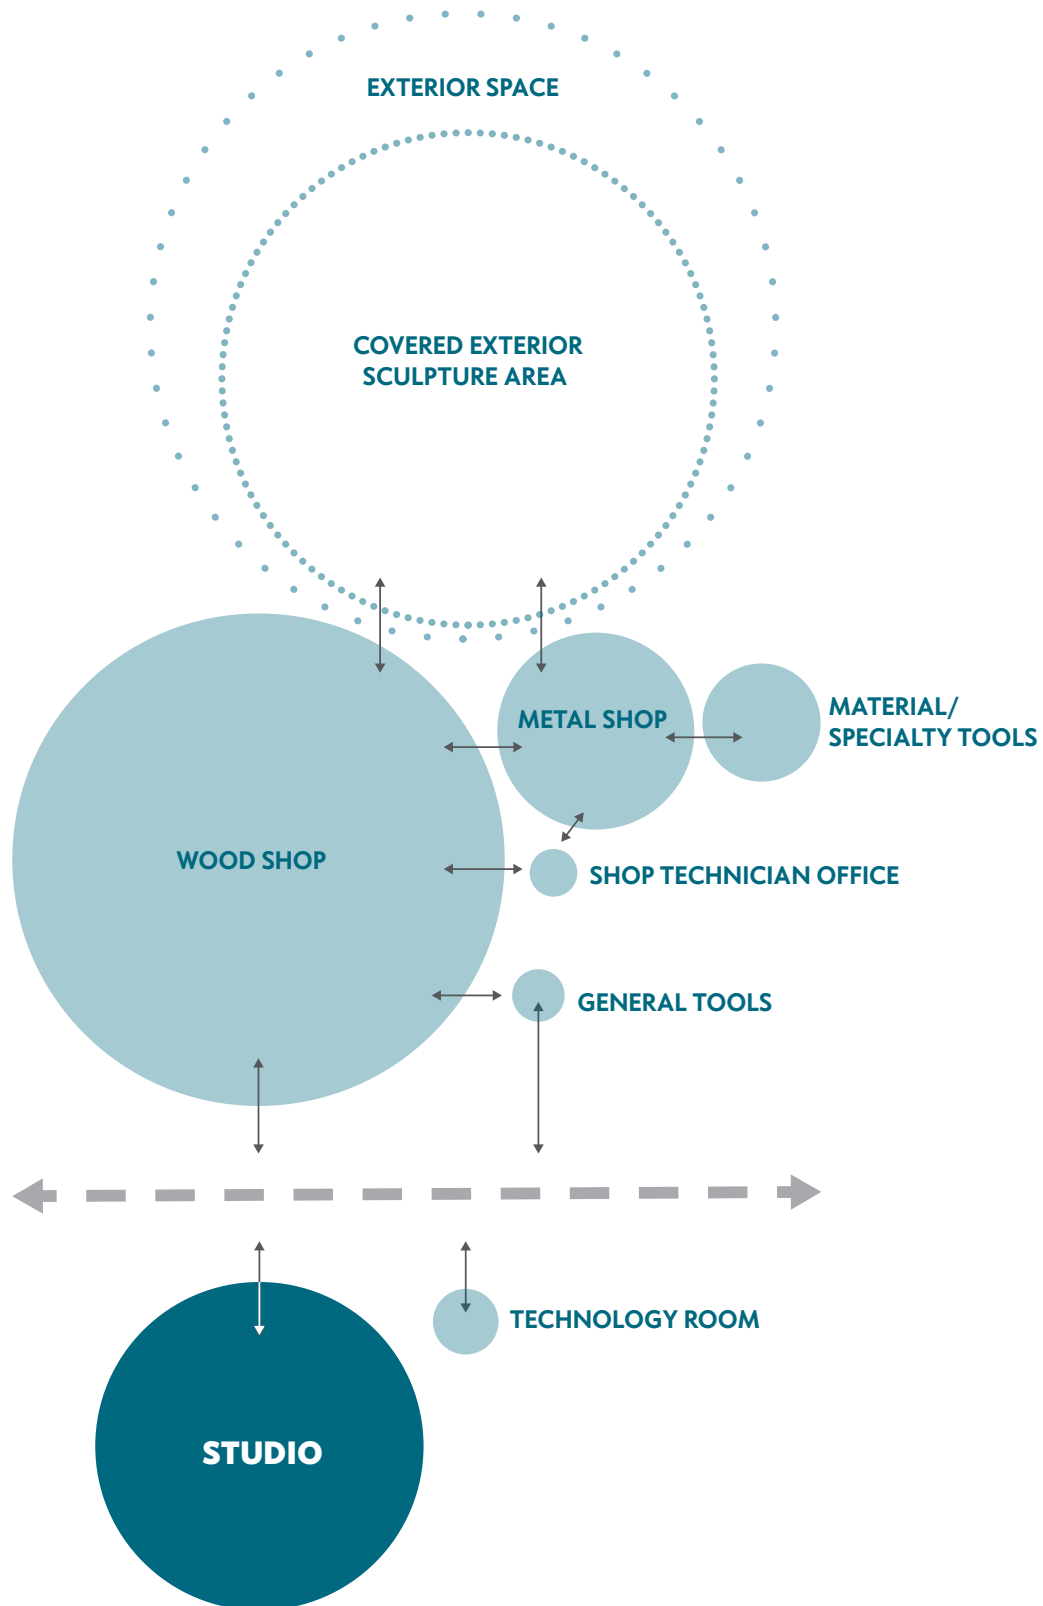 EXTERIOR SPACE
COVERED EXTERIOR
SCULPTURE AREA
METAL SHOP
MATERIAL/
SPECIALTY TOOLS
WOOD SHOP
SHOP TECHNICIAN OFFICE
GENERAL TOOLS
TECHNOLOGY ROOM
STUDIO